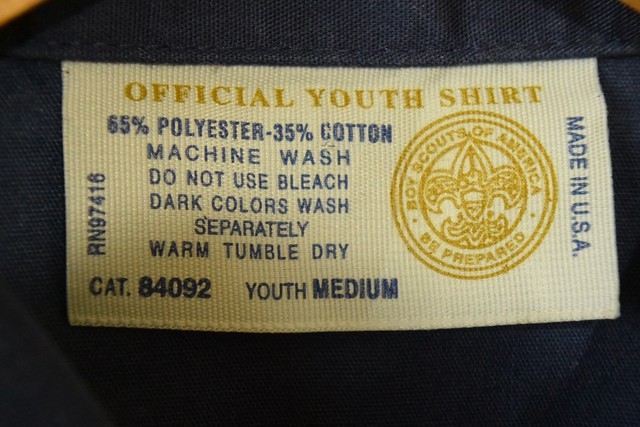 OFFICIAL YOUTH SHIRT
65% POLYESTER-35% COTTON
MACHINE WASH
DO NOT USE BLEACH
DARK COLORS WASH
SEPARATELY
WARM TUMBLE DRY
CAT. 84092 YOUTH MEDIUM
RN97416
BOY SCOUTS OF AMERICA
BE PREPARED
MADE IN U.S.A.